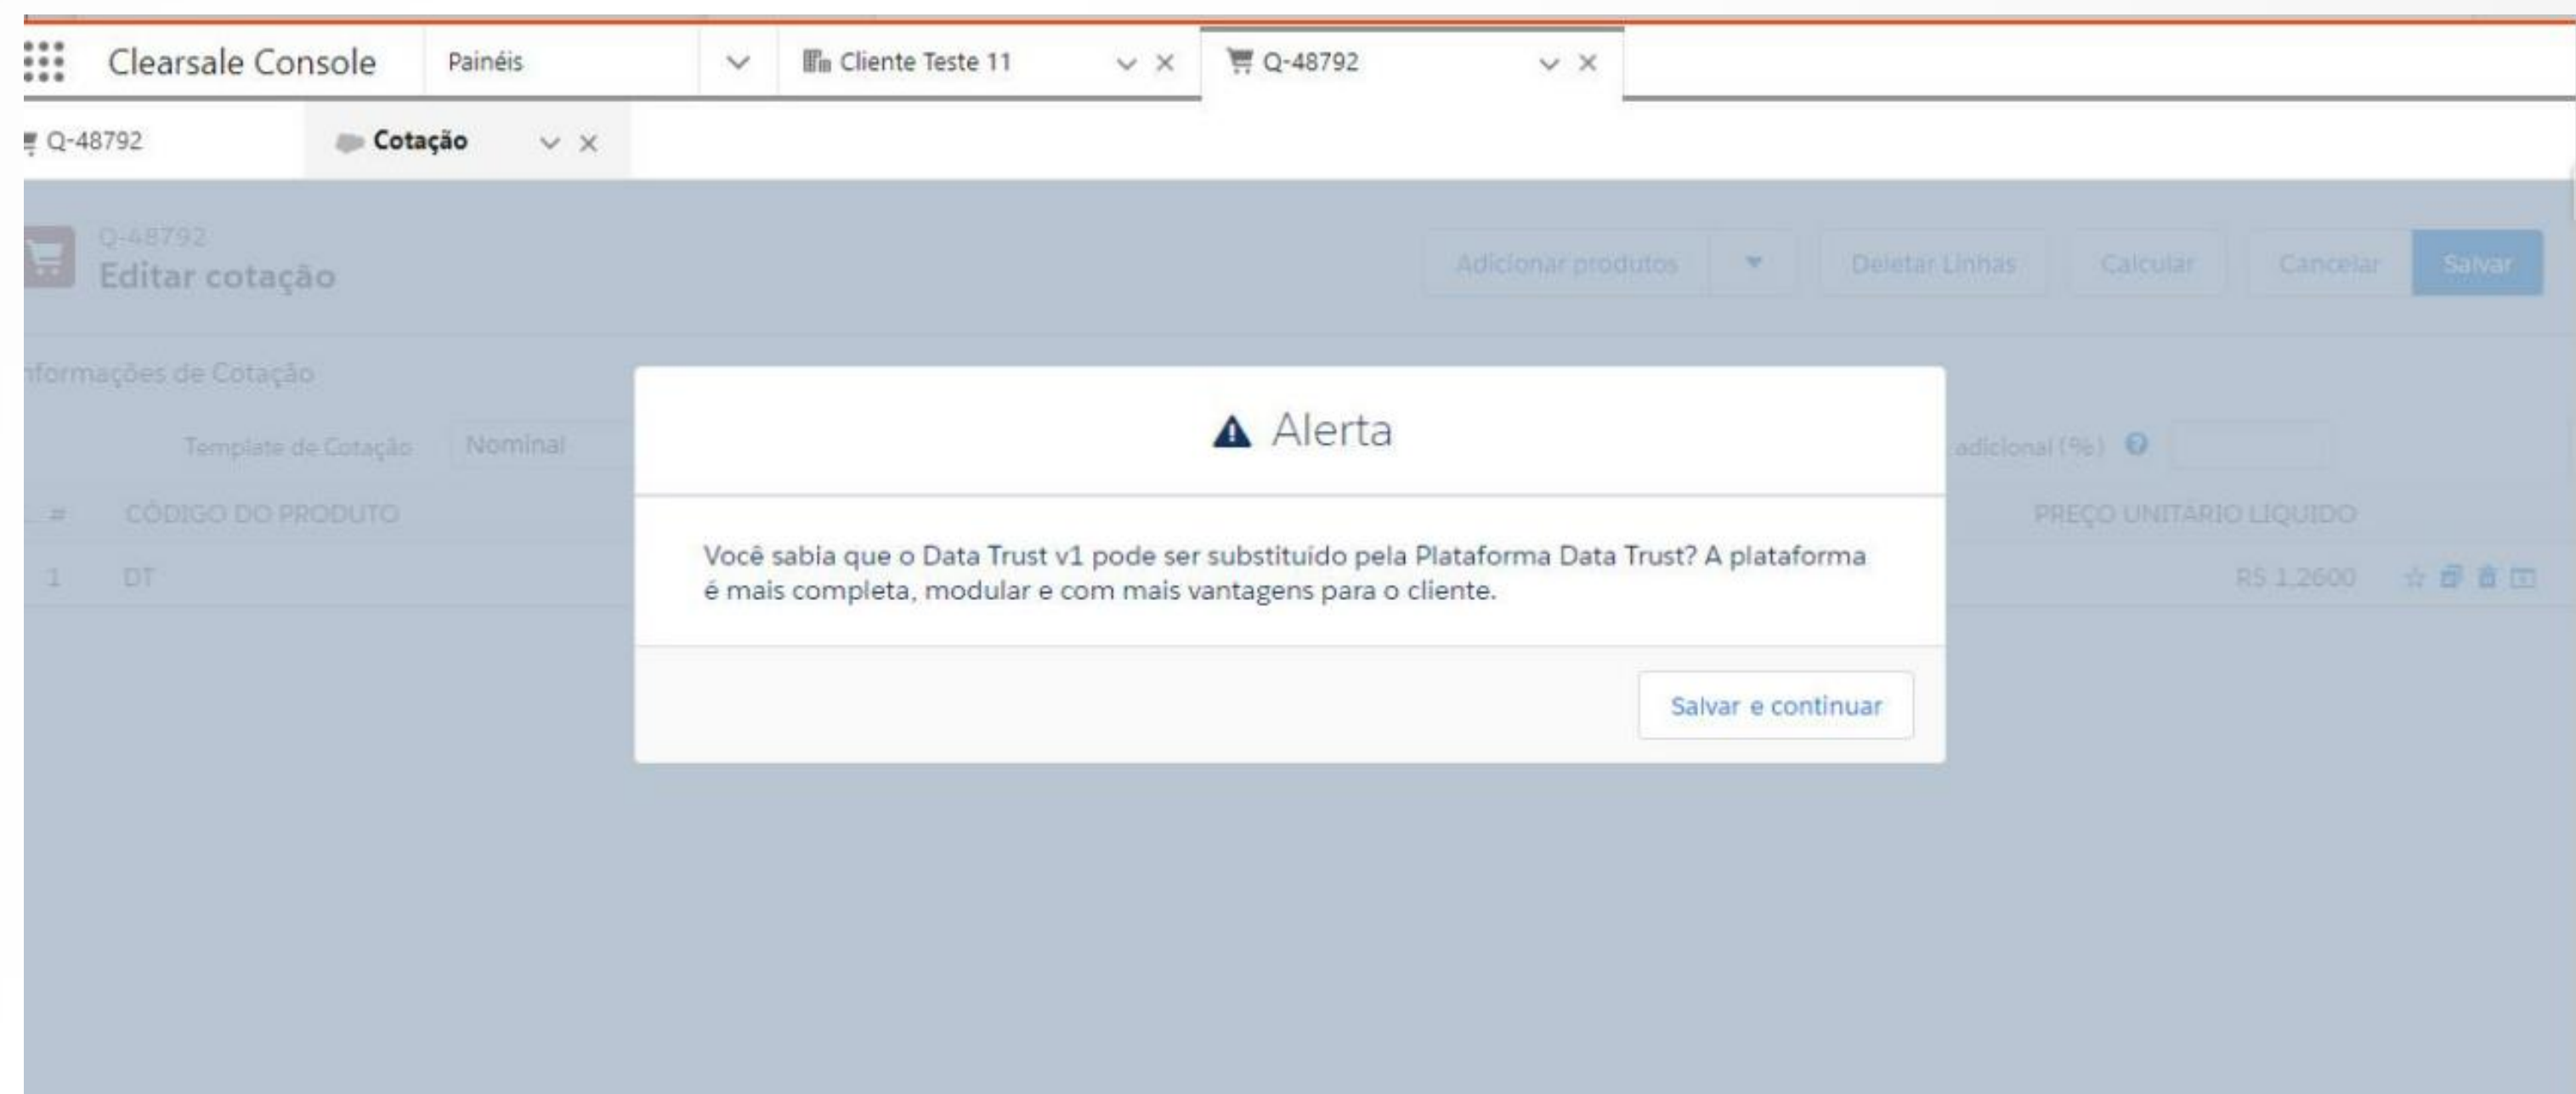 Clearsale Console Painéis Cliente Teste 11 Q-48792
Q-48792 Cotação
Q-48792
Editar cotação
Adicionar produtos Deletar Linhas Calcular Cancelar Salvar
nformações de Cotação
Alerta
Template de Cotação Nominal adicional (%)
# CÓDIGO DO PRODUTO PREÇO UNITÁRIO LÍQUIDO
Você sabia que o Data Trust v1 pode ser substituído pela Plataforma Data Trust? A plataforma
é mais completa, modular e com mais vantagens para o cliente.
1 DT R$ 1,2600
Salvar e continuar